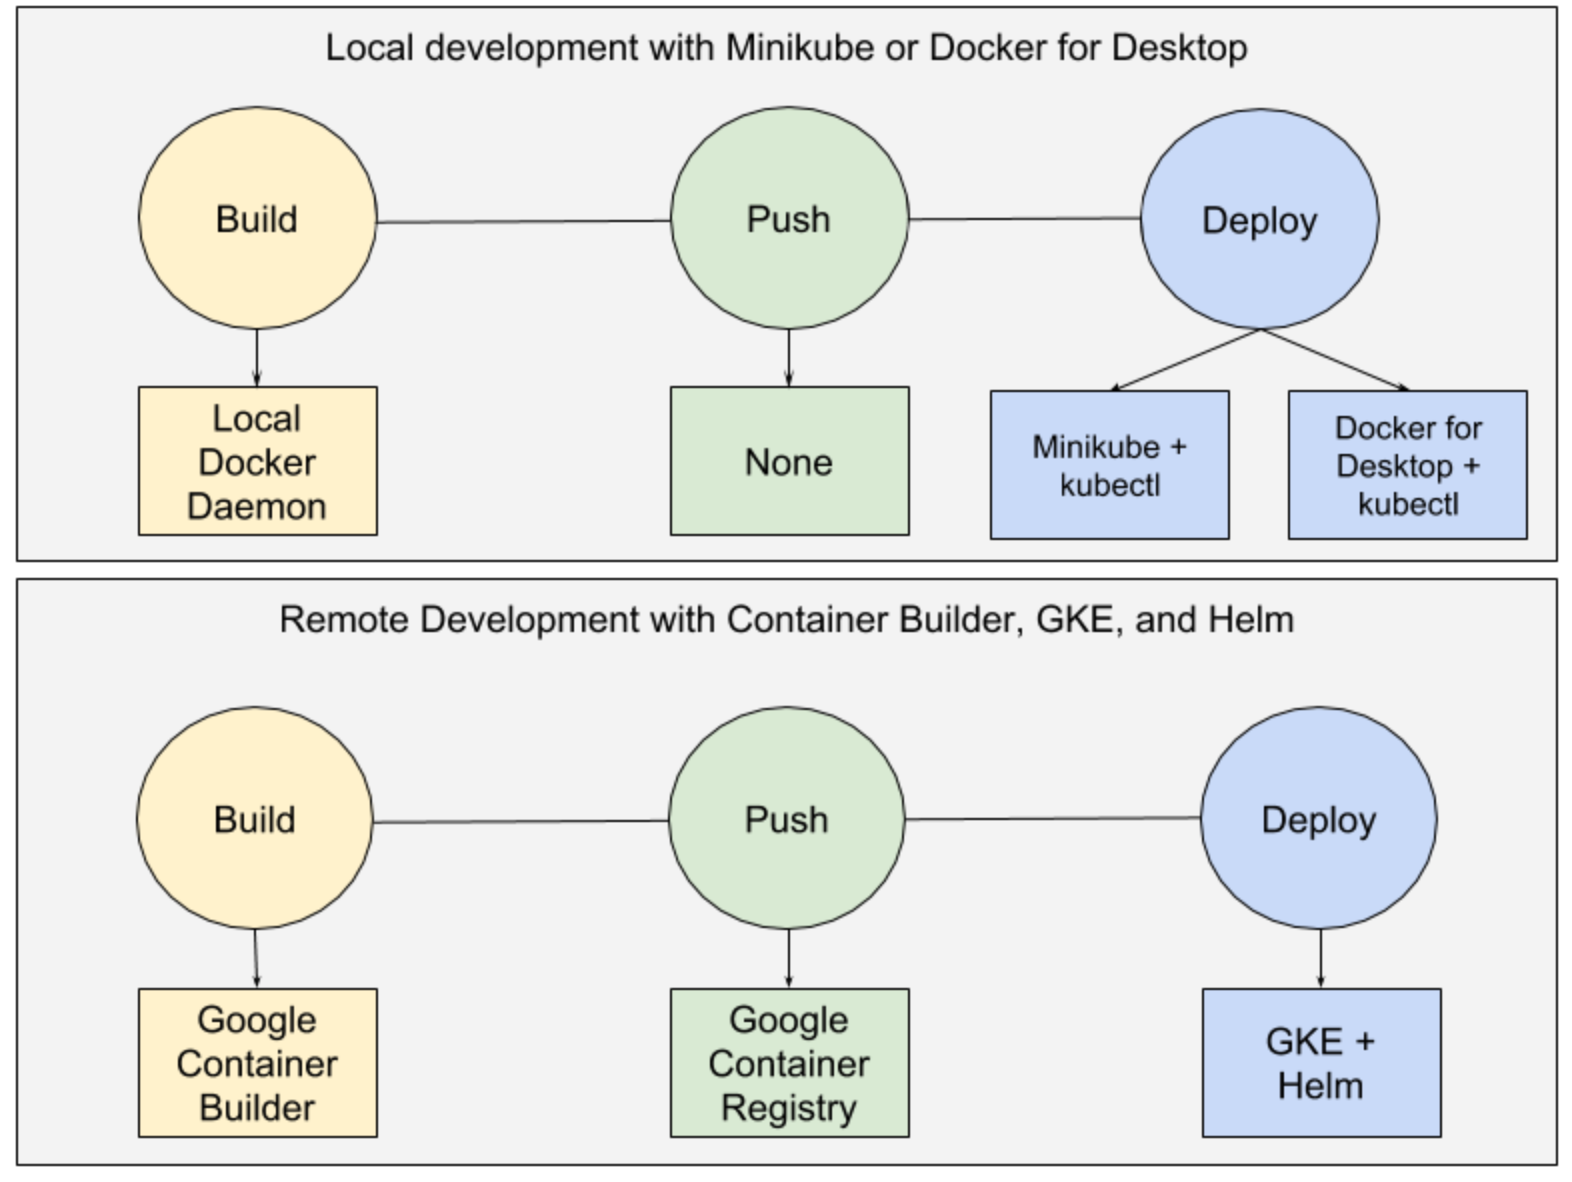 Local development with Minikube or Docker for Desktop
Build
Push
Deploy
Local
Docker
Daemon
None
Minikube +
kubectl
Docker for
Desktop +
kubectl
Remote Development with Container Builder, GKE, and Helm
Build
Push
Deploy
Google
Container
Builder
Google
Container
Registry
GKE +
Helm